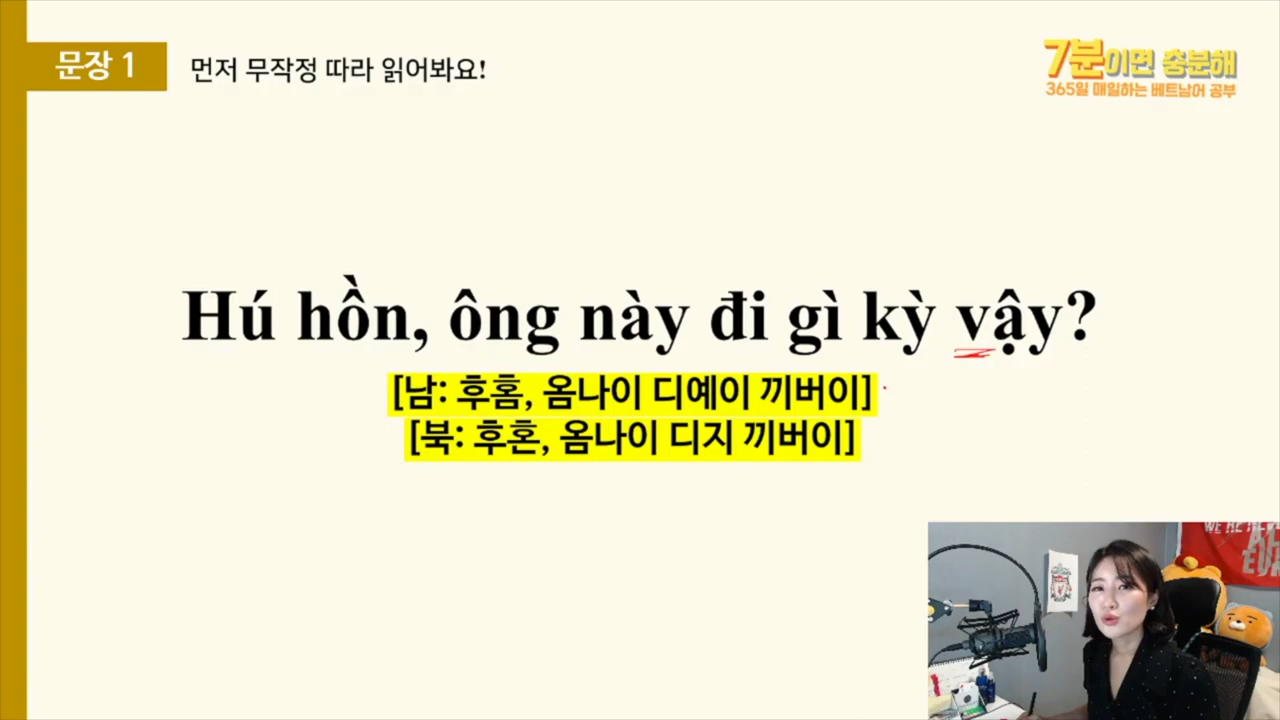 문장 1
먼저 무작정 따라 읽어봐요!
7분이면 충분해
365일 매일하는 베트남어 공부
Hú hồn, ông này đi gì kỳ vậy?
[남: 후홈, 옴나이 디예이 끼버이]
[북: 후혼, 옴나이 디지 끼버이]
WE'RE NEV